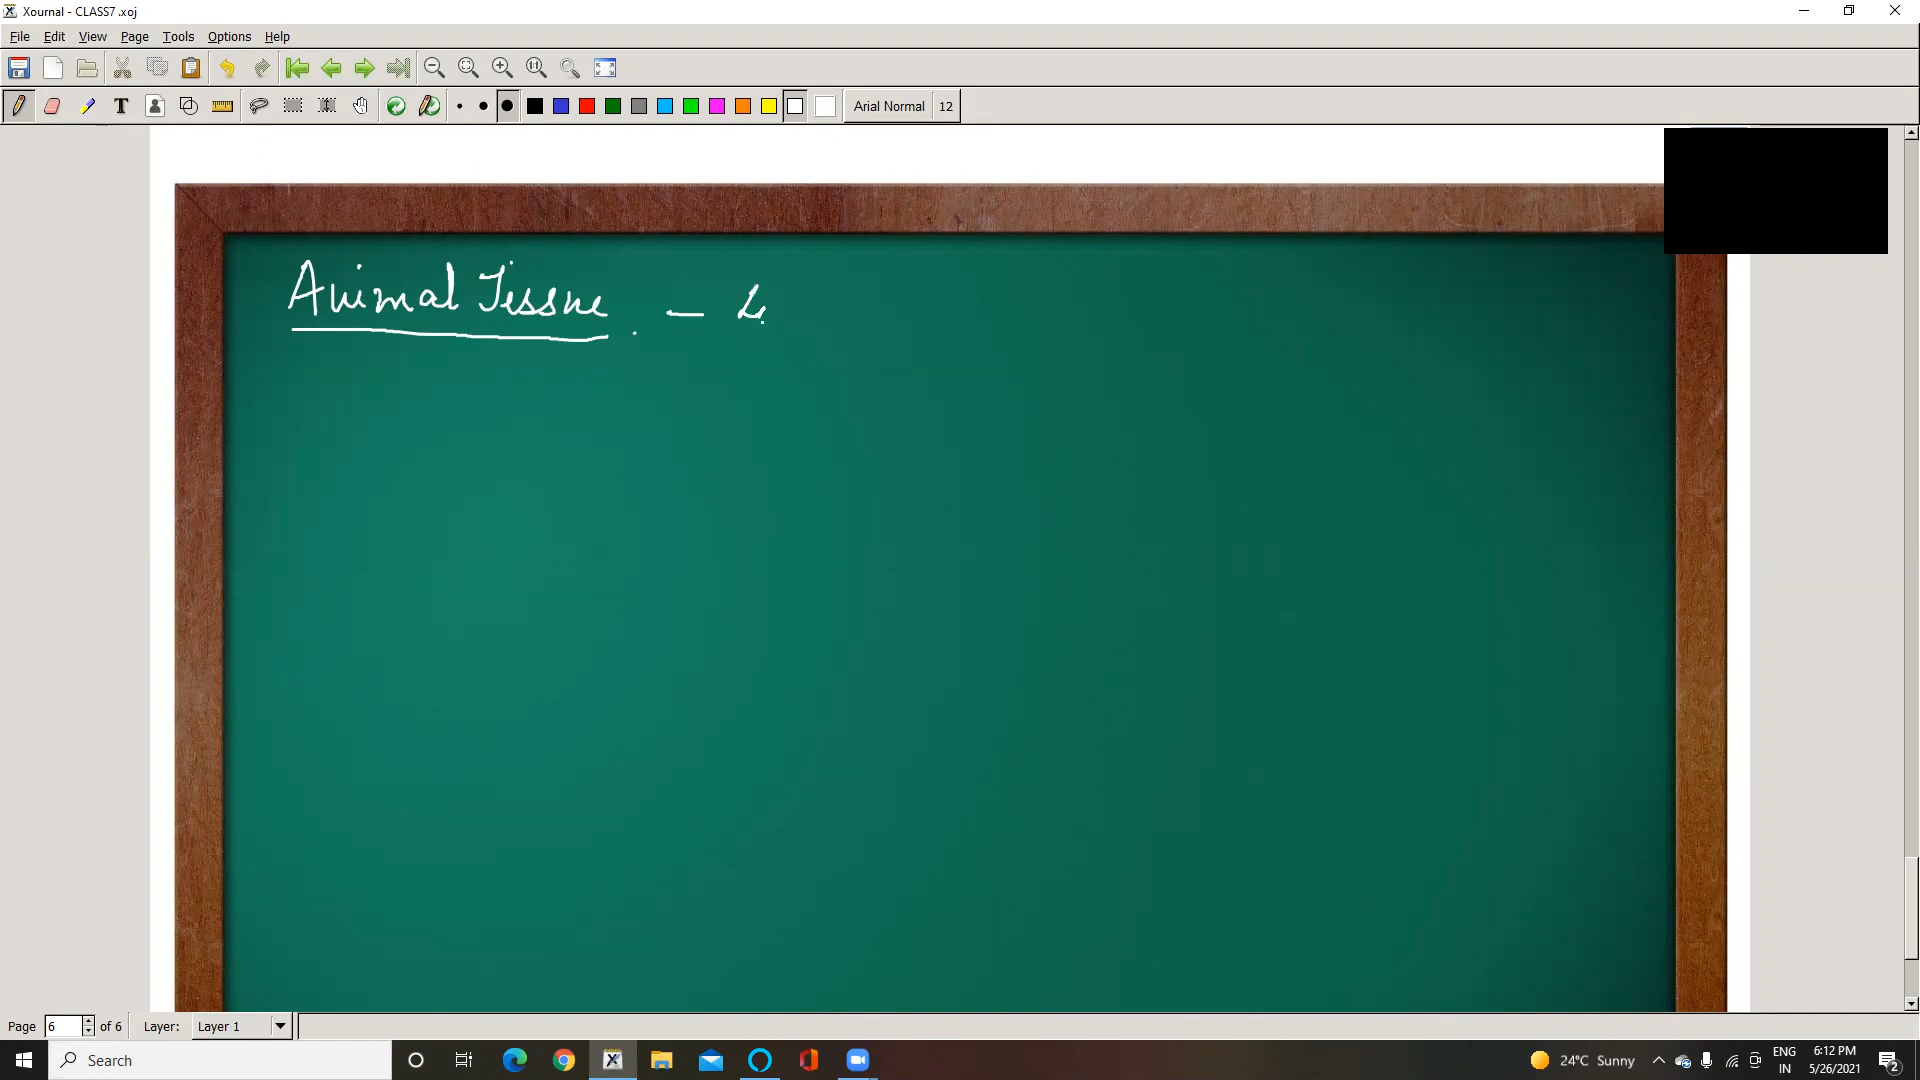 Xournal - CLASS7 .xoj
File Edit View Page Tools Options Help
T Arial Normal 12
Animal Tissue . – 4
Page 6 of 6 Layer: Layer 1
Search 24°C Sunny ENG 6:12 PM
IN 5/26/2021 2